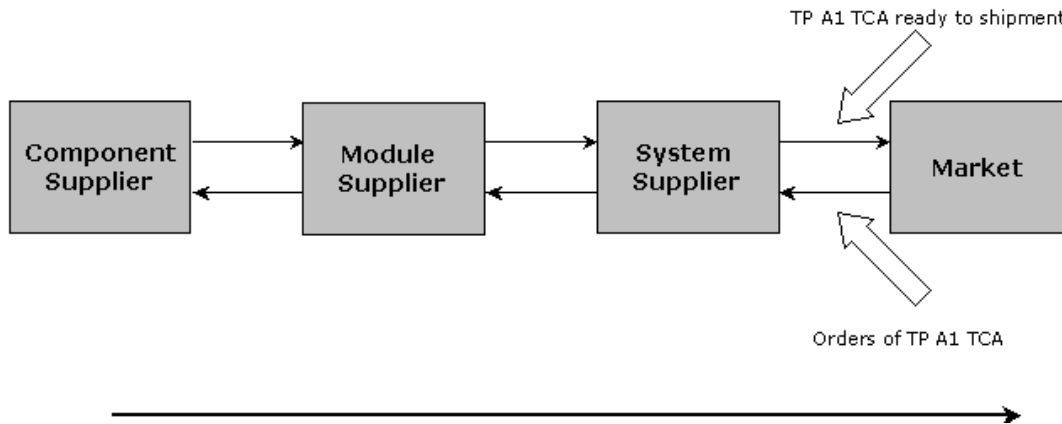 TP A1 TCA ready to shipment
Component
Supplier
Module
Supplier
System
Supplier
Market
Orders of TP A1 TCA